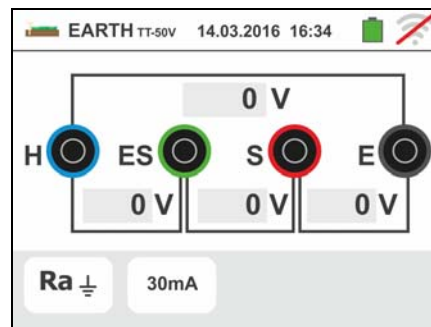 EARTH TT-50V 14.03.2016 16:34
0 V
H ES S E
0 V 0 V 0 V
Ra 30mA